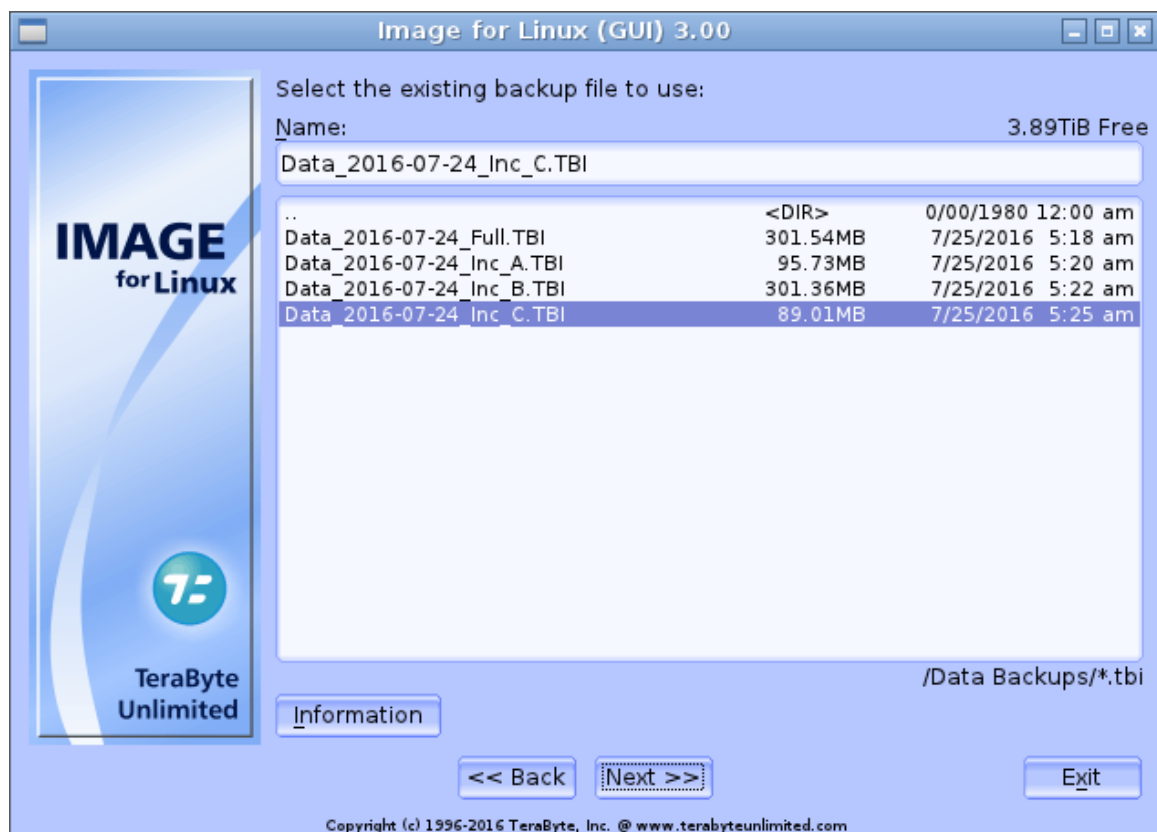 Image for Linux (GUI) 3.00
IMAGE
for Linux
TeraByte
Unlimited
Select the existing backup file to use:
Name: 3.89TiB Free
Data_2016-07-24_Inc_C.TBI
.. <DIR> 0/00/1980 12:00 am
Data_2016-07-24_Full.TBI 301.54MB 7/25/2016 5:18 am
Data_2016-07-24_Inc_A.TBI 95.73MB 7/25/2016 5:20 am
Data_2016-07-24_Inc_B.TBI 301.36MB 7/25/2016 5:22 am
Data_2016-07-24_Inc_C.TBI 89.01MB 7/25/2016 5:25 am
/Data Backups/*.tbi
Information
<< Back Next >> Exit
Copyright (c) 1996-2016 TeraByte, Inc. @ www.terabyteunlimited.com